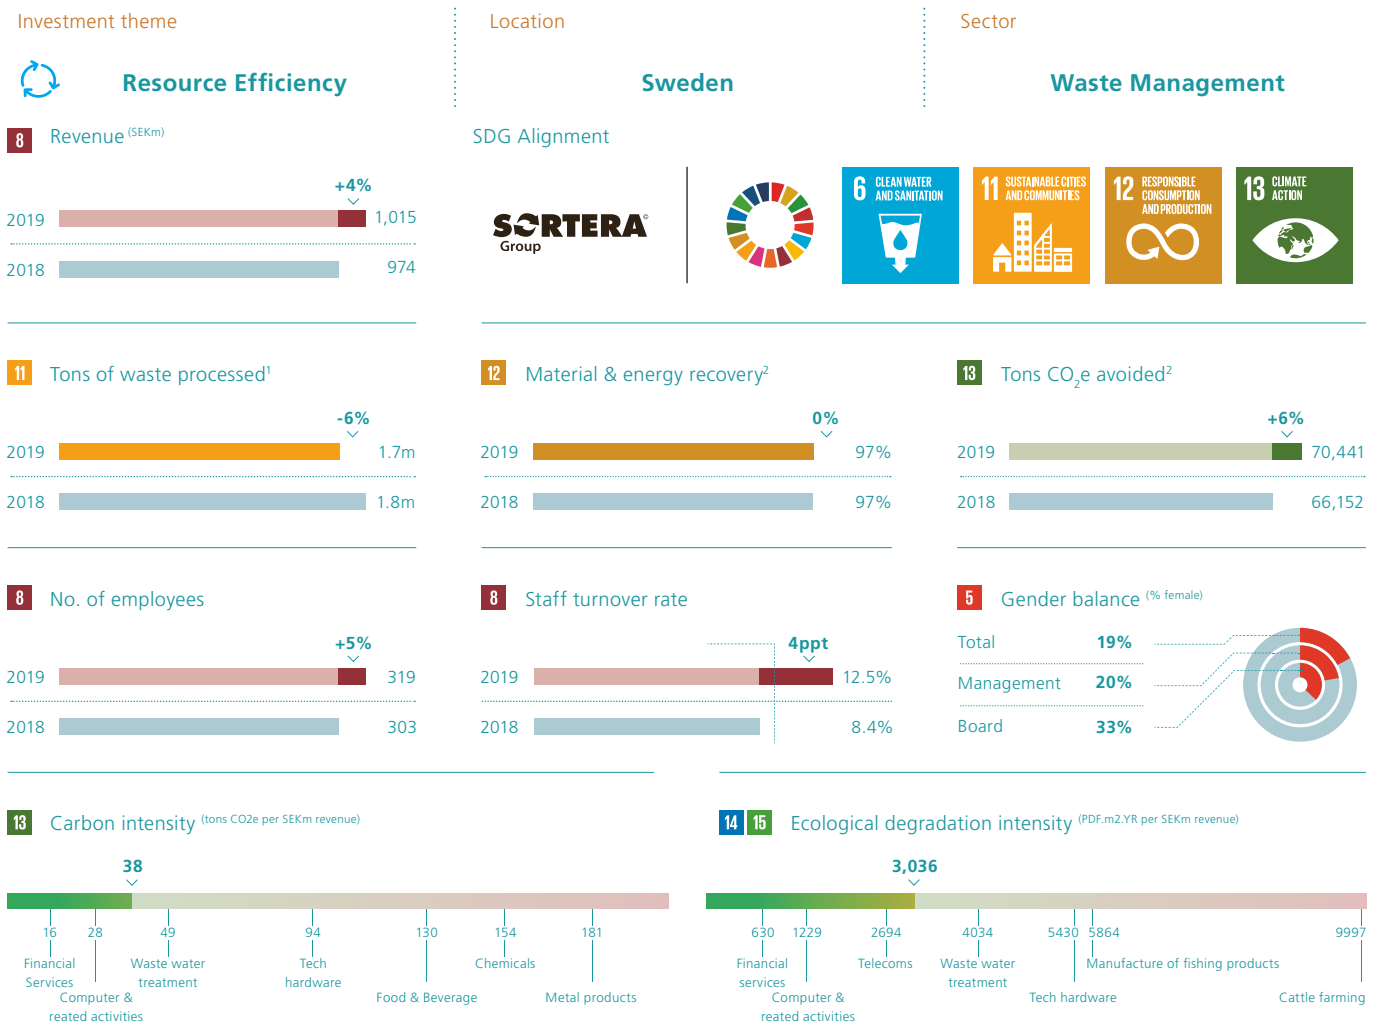 Investment theme
Location
Sector
Resource Efficiency
Sweden
Waste Management
8 Revenue (SEKm)
+4%
2019 1,015
2018 974
SDG Alignment
SORTERA©
Group
6 CLEAN WATER
AND SANITATION
11 SUSTAINABLE CITIES
AND COMMUNITIES
12 RESPONSIBLE
CONSUMPTION
AND PRODUCTION
13 CLIMATE
ACTION
11 Tons of waste processed1
-6%
2019 1.7m
2018 1.8m
12 Material & energy recovery2
0%
2019 97%
2018 97%
13 Tons CO2e avoided2
+6%
2019 70,441
2018 66,152
8 No. of employees
+5%
2019 319
2018 303
8 Staff turnover rate
4ppt
2019 12.5%
2018 8.4%
5 Gender balance (% female)
Total 19%
Management 20%
Board 33%
13 Carbon intensity (tons CO2e per SEKm revenue)
38
16 28 49 94 130 154 181
Financial
Services
Computer &
reated activities
Waste water
treatment
Tech
hardware
Food & Beverage
Chemicals
Metal products
14 15 Ecological degradation intensity (PDF.m2.YR per SEKm revenue)
3,036
630 1229 2694 4034 5430 5864 9997
Financial
services
Computer &
reated activities
Telecoms
Waste water
treatment
Tech hardware
Manufacture of fishing products
Cattle farming